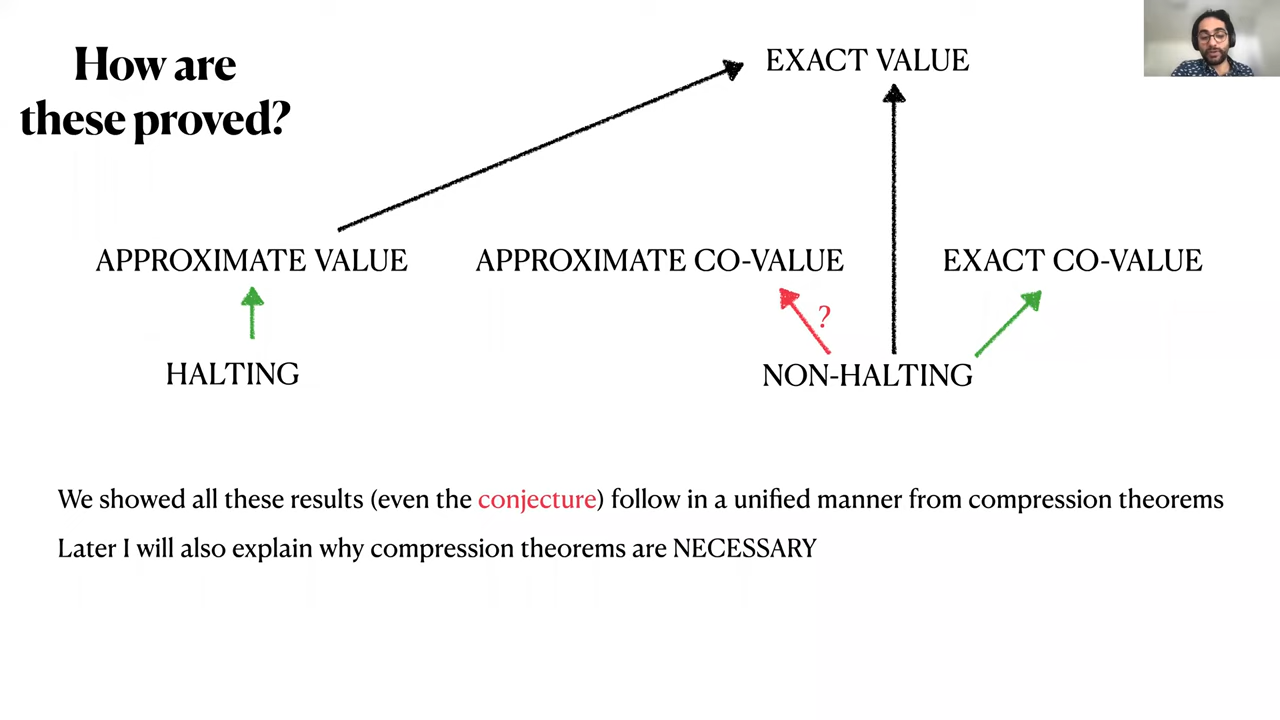 How are
these proved?
EXACT VALUE
APPROXIMATE VALUE
APPROXIMATE CO-VALUE
EXACT CO-VALUE
?
HALTING
NON-HALTING
We showed all these results (even the conjecture) follow in a unified manner from compression theorems
Later I will also explain why compression theorems are NECESSARY